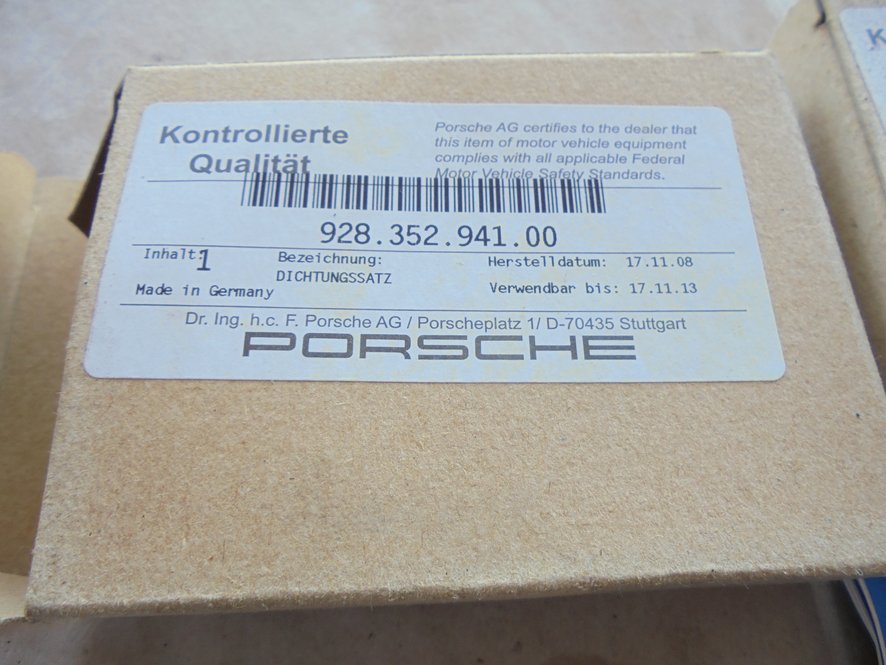 Kontrollierte
Qualität
Porsche AG certifies to the dealer that
this item of motor vehicle equipment
complies with all applicable Federal
Motor Vehicle Safety Standards.
928.352.941.00
Inhalt: 1
Bezeichnung:
DICHTUNGSSATZ
Herstelldatum: 17.11.08
Made in Germany
Verwendbar bis: 17.11.13
Dr. Ing. h.c. F. Porsche AG / Porscheplatz 1/ D-70435 Stuttgart
PORSCHE
K